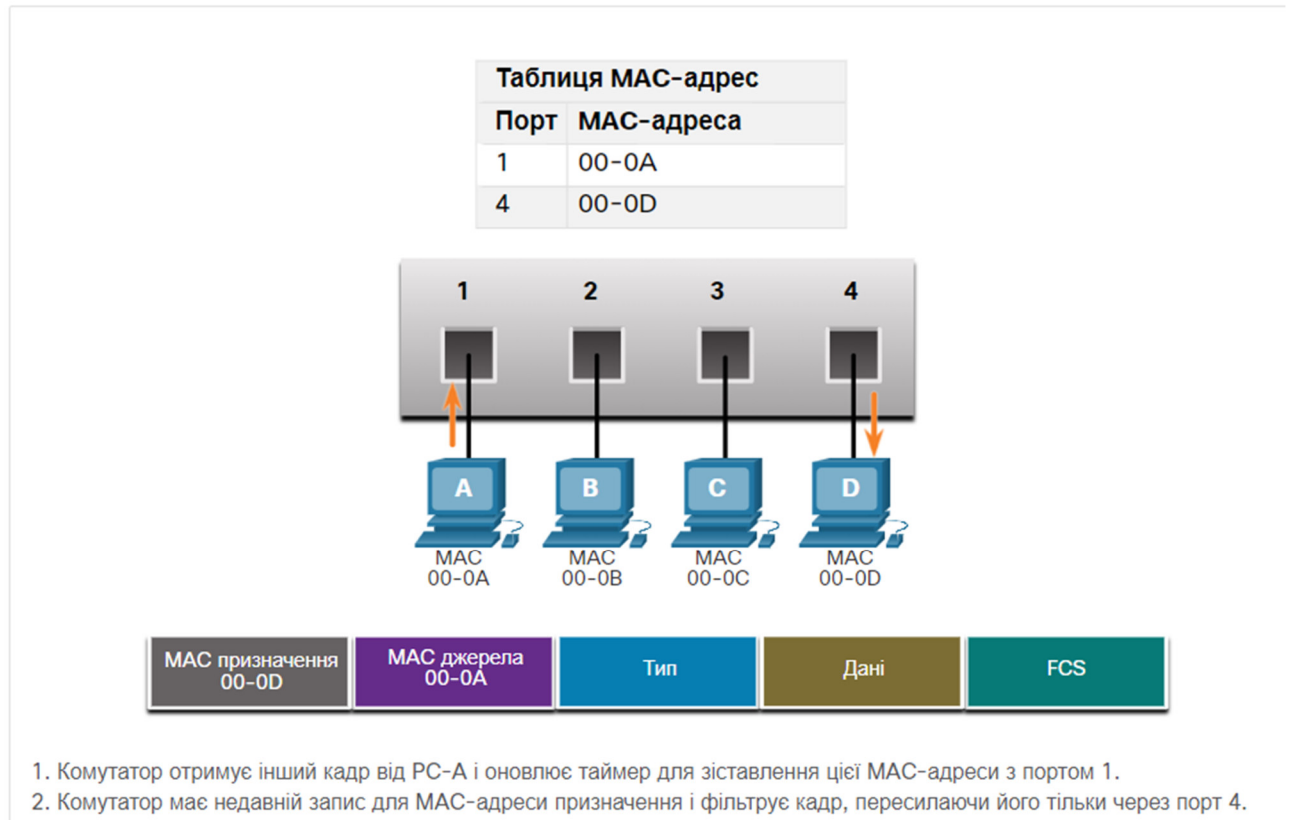 Таблиця MAC-адрес
Порт MAC-адреса
1 00-0A
4 00-0D
1 2 3 4
A B C D
MAC MAC MAC MAC
00-0A 00-0B 00-0C 00-0D
MAC призначення MAC джерела Тип Дані FCS
00-0D 00-0A
1. Комутатор отримує інший кадр від PC-A і оновлює таймер для зіставлення цієї MAC-адреси з портом 1.
2. Комутатор має недавній запис для MAC-адреси призначення і фільтрує кадр, пересилаючи його тільки через порт 4.